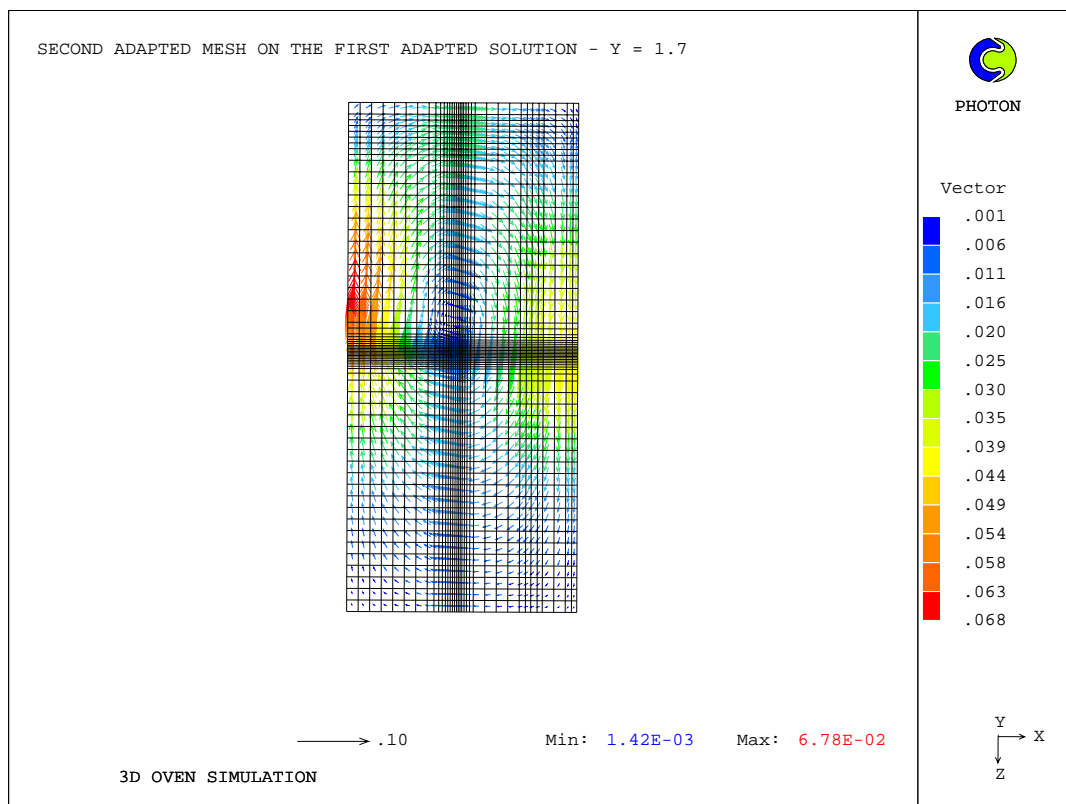 SECOND ADAPTED MESH ON THE FIRST ADAPTED SOLUTION - Y = 1.7
PHOTON
Vector
.001
.006
.011
.016
.020
.025
.030
.035
.039
.044
.049
.054
.058
.063
.068
.10
Min: 1.42E-03 Max: 6.78E-02
Y
X
Z
3D OVEN SIMULATION